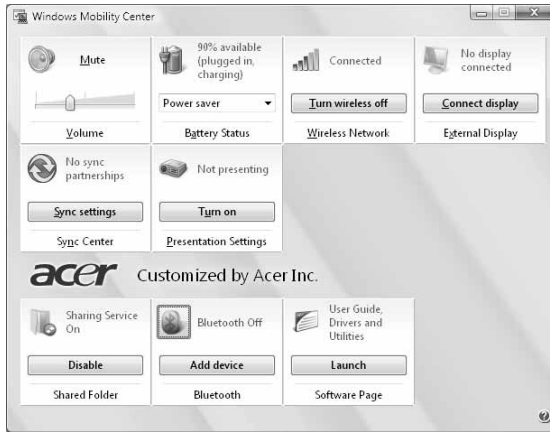 Windows Mobility Center
Mute
Volume
90% available
(plugged in,
charging)
Power saver
Battery Status
Connected
Turn wireless off
Wireless Network
No display
connected
Connect display
External Display
No sync
partnerships
Sync settings
Sync Center
Not presenting
Turn on
Presentation Settings
acer Customized by Acer Inc.
Sharing Service
On
Disable
Shared Folder
Bluetooth Off
Add device
Bluetooth
User Guide,
Drivers and
Utilities
Launch
Software Page